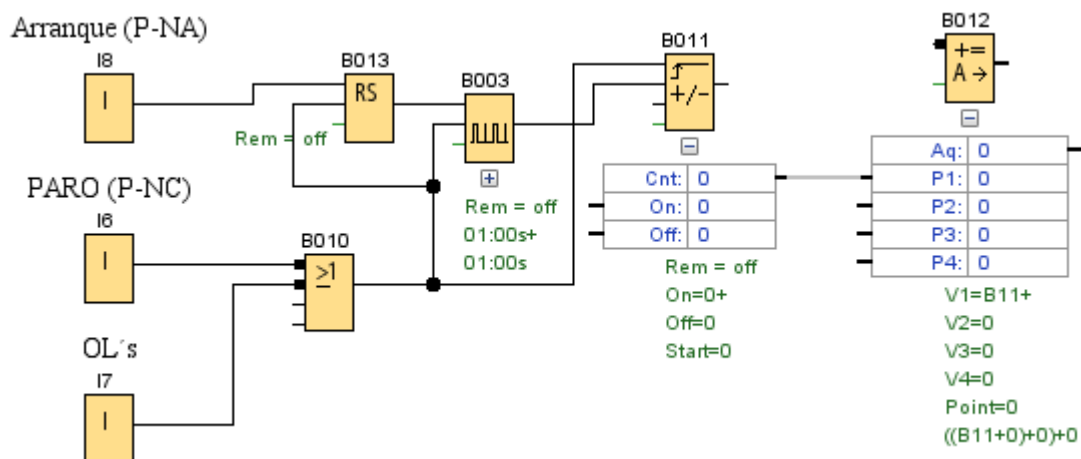 Arranque (P-NA)
I8
I
B013
RS
Rem = off
B003
Rem = off
01:00s+
01:00s
B011
+/-
Cnt: 0
On: 0
Off: 0
Rem = off
On=0+
Off=0
Start=0
B012
+=
A→
Aq: 0
P1: 0
P2: 0
P3: 0
P4: 0
V1=B11+
V2=0
V3=0
V4=0
Point=0
((B11+0)+0)+0
PARO (P-NC)
I6
I
B010
≥1
OL´s
I7
I